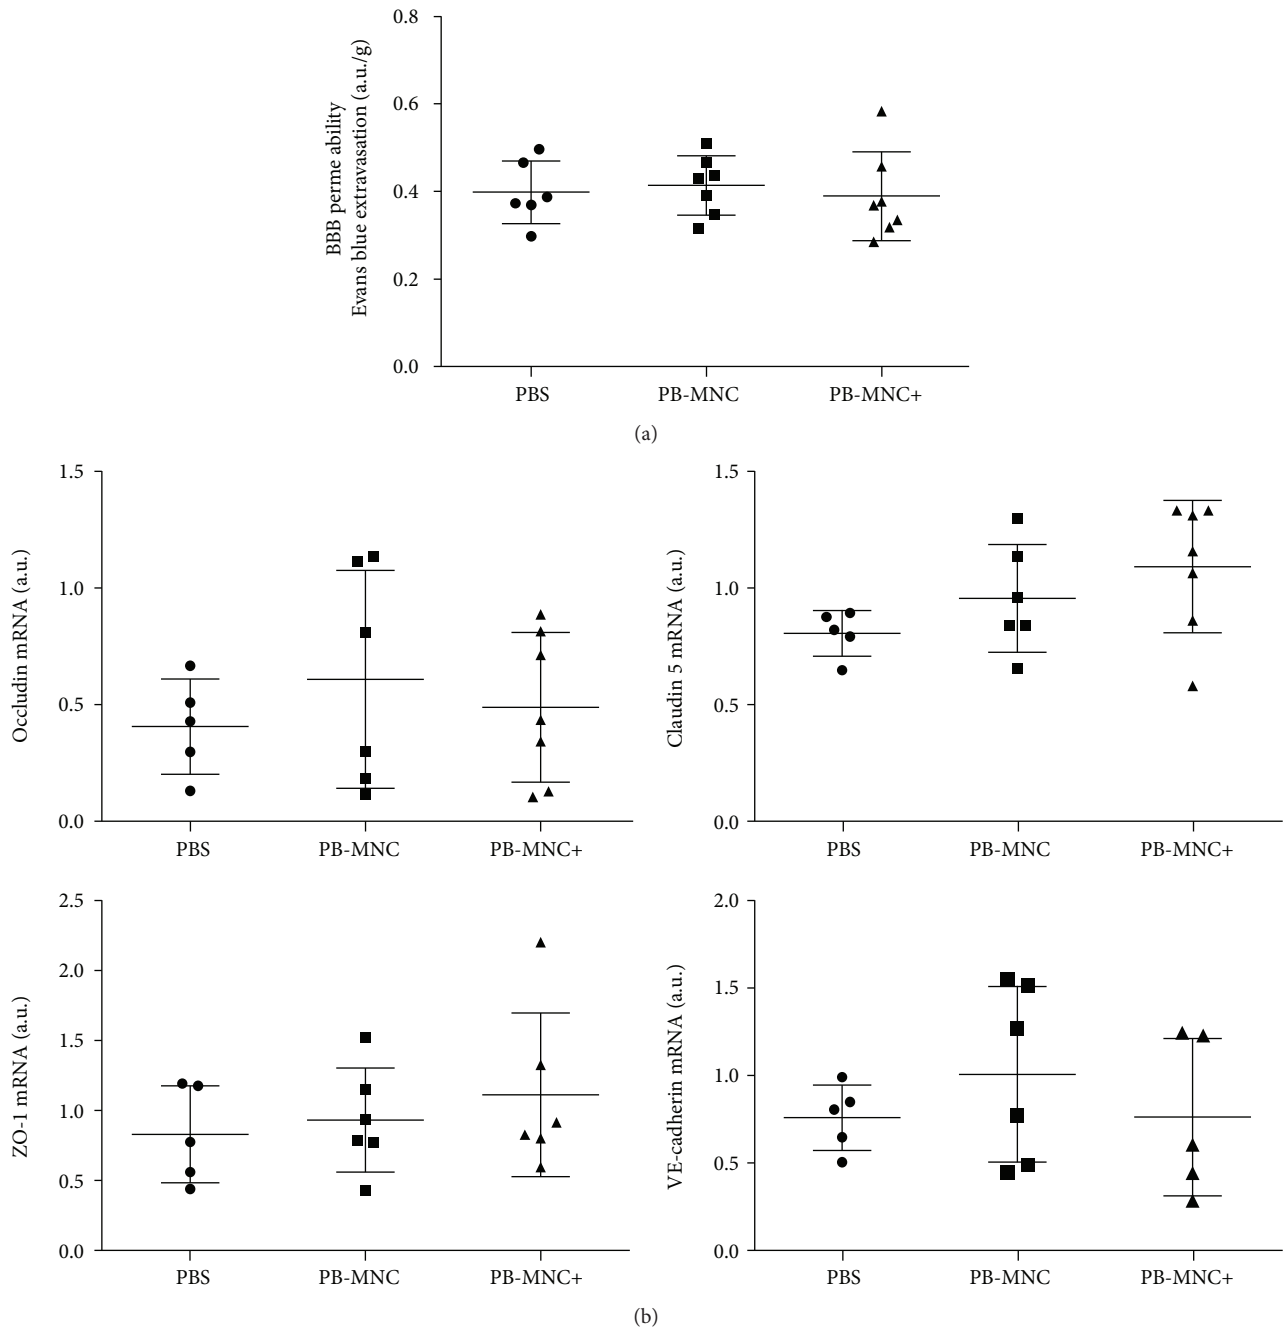 BBB perme ability
Evans blue extravasation (a.u./g)
0.8
0.6
0.4
0.2
0.0
PBS PB-MNC PB-MNC+
(a)
Occludin mRNA (a.u.)
1.5
1.0
0.5
0.0
PBS PB-MNC PB-MNC+
Claudin 5 mRNA (a.u.)
1.5
1.0
0.5
0.0
PBS PB-MNC PB-MNC+
ZO-1 mRNA (a.u.)
2.5
2.0
1.5
1.0
0.5
0.0
PBS PB-MNC PB-MNC+
VE-cadherin mRNA (a.u.)
2.0
1.5
1.0
0.5
0.0
PBS PB-MNC PB-MNC+
(b)